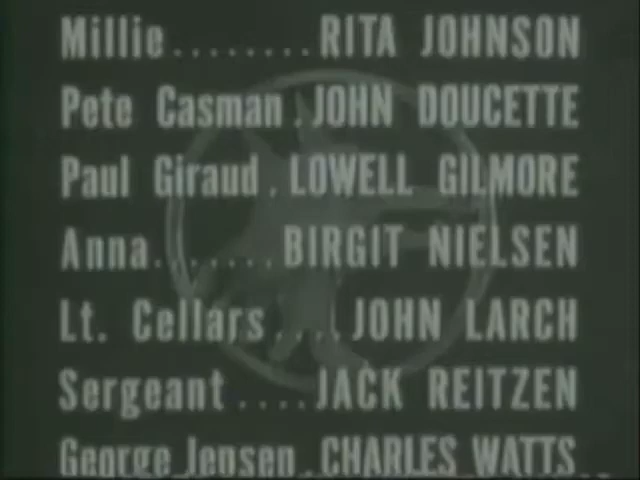 Millie........RITA JOHNSON
Pete Casman.JOHN DOUCETTE
Paul Giraud.LOWELL GILMORE
Anna.......BIRGIT NIELSEN
Lt. Cellars....JOHN LARCH
Sergeant....JACK REITZEN
George Jensen.CHARLES WATTS